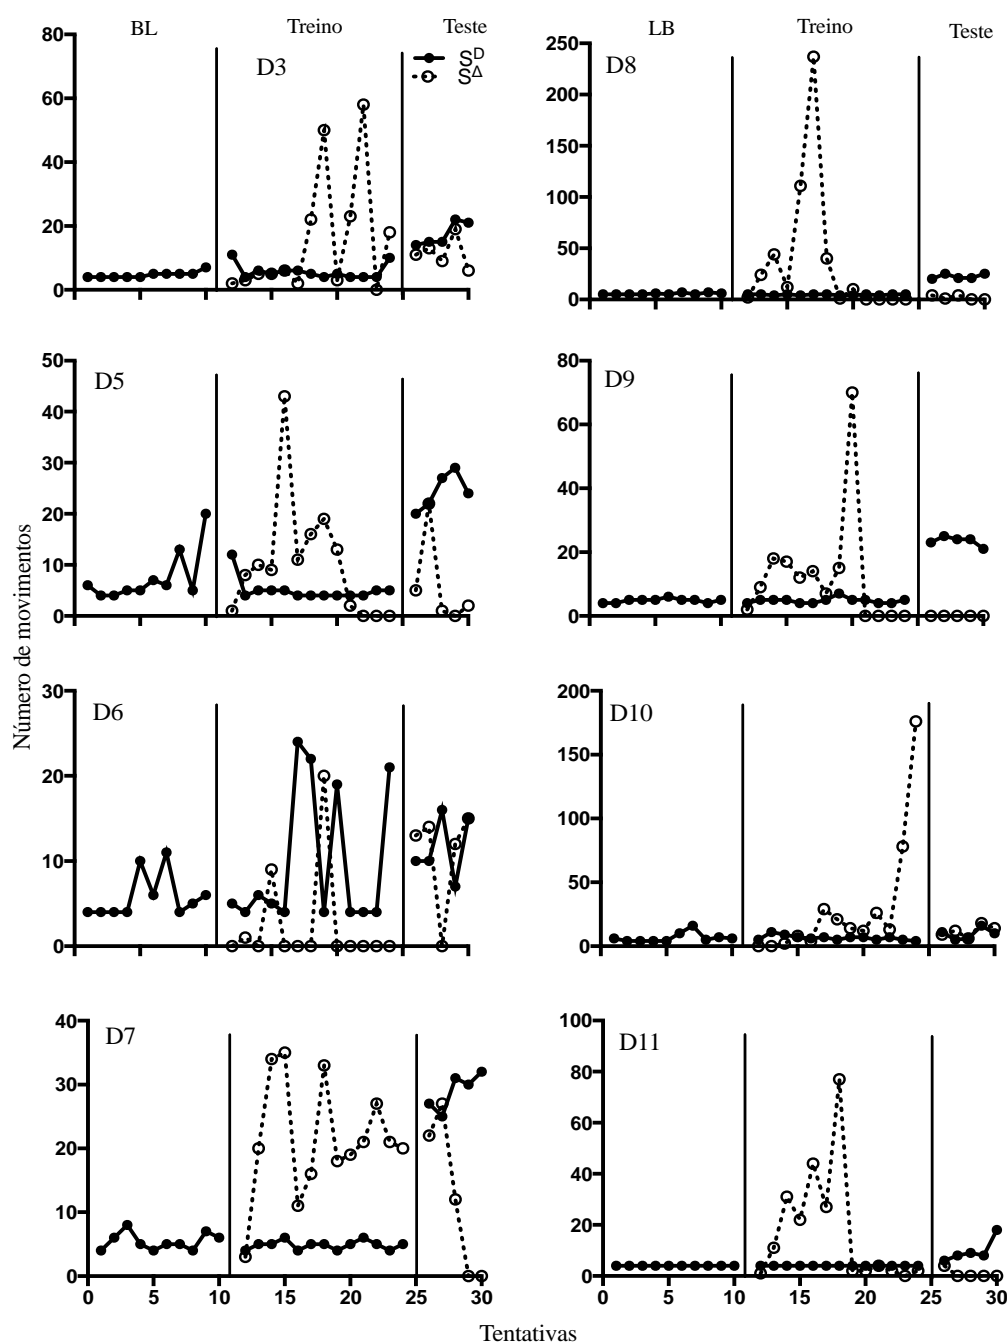 BL Treino Teste
LB Treino Teste
D3
S^D
S^Δ
80
60
40
20
0
D8
250
200
150
100
50
0
Número de movimentos
D5
50
40
30
20
10
0
D9
80
60
40
20
0
D6
30
20
10
0
D10
200
150
100
50
0
D7
40
30
20
10
0
0 5 10 15 20 25 30
D11
100
80
60
40
20
0
0 5 10 15 20 25 30
Tentativas